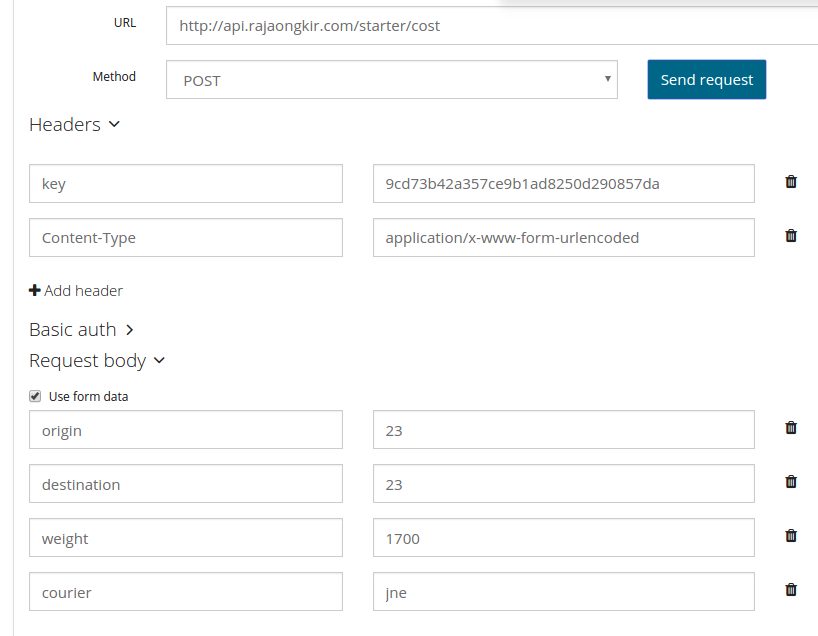 URL http://api.rajaongkir.com/starter/cost
Method POST Send request
Headers
key 9cd73b42a357ce9b1ad8250d290857da
Content-Type application/x-www-form-urlencoded
Add header
Basic auth
Request body
Use form data
origin 23
destination 23
weight 1700
courier jne